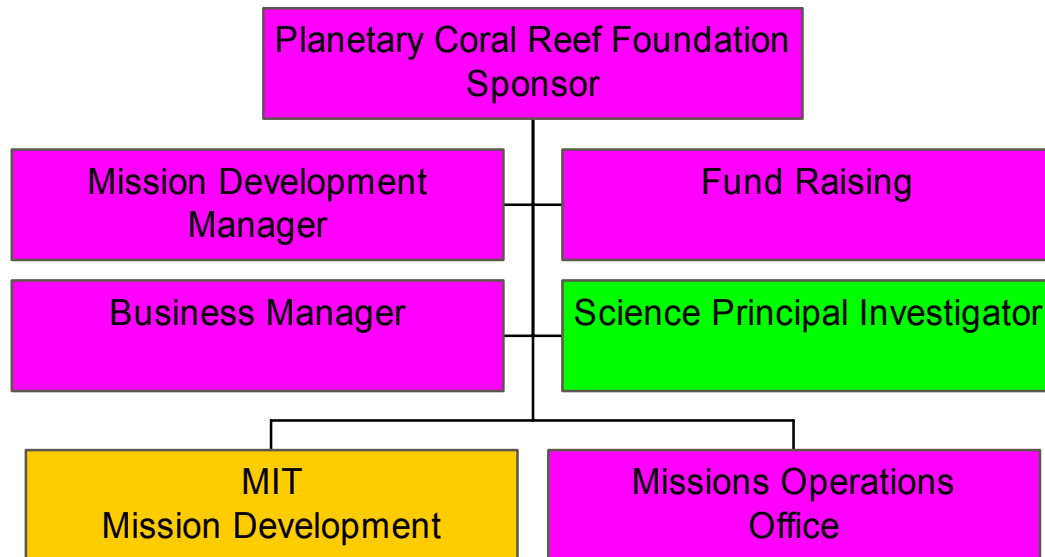 Planetary Coral Reef Foundation
Sponsor
Mission Development
Manager
Fund Raising
Business Manager
Science Principal Investigator
MIT
Mission Development
Missions Operations
Office